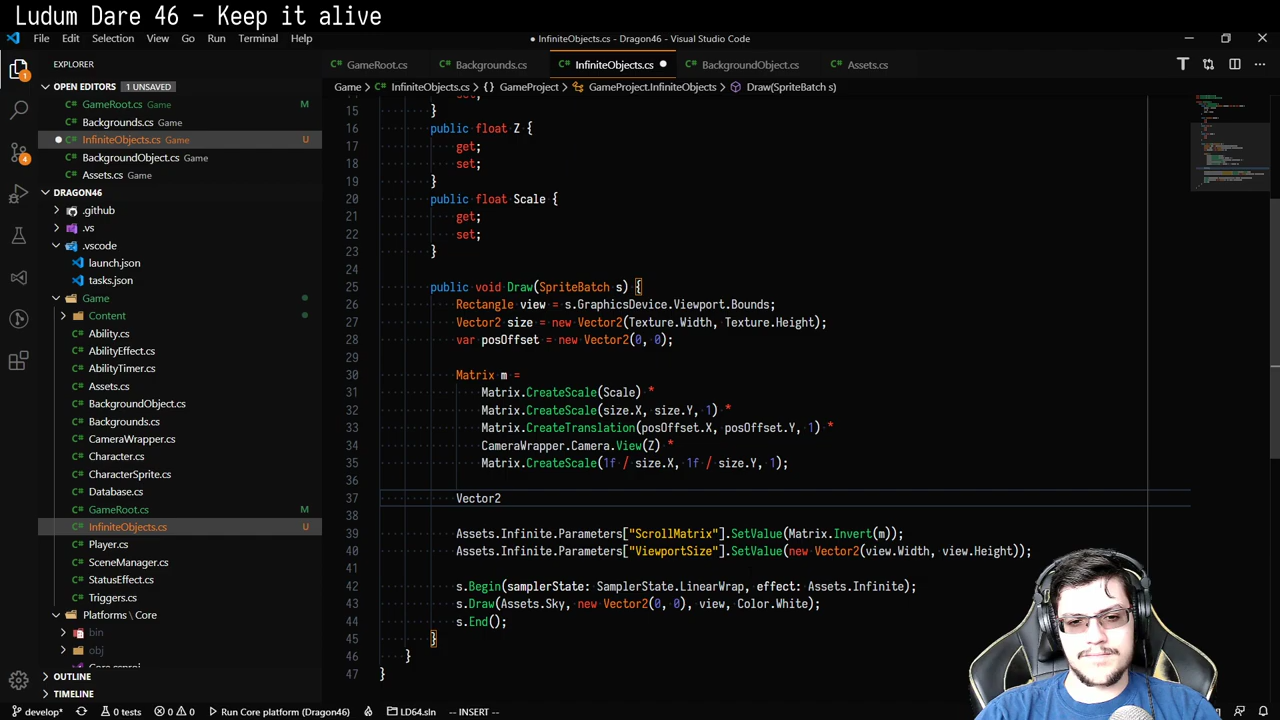 Ludum Dare 46 - Keep it alive
File Edit Selection View Go Run Terminal Help
● InfiniteObjects.cs - Dragon46 - Visual Studio Code
EXPLORER
GameRoot.cs Backgrounds.cs InfiniteObjects.cs BackgroundObject.cs Assets.cs
OPEN EDITORS 1 UNSAVED
Game > InfiniteObjects.cs > {} GameProject > GameProject.InfiniteObjects > Draw(SpriteBatch s)
GameRoot.cs Game M
Backgrounds.cs Game
InfiniteObjects.cs Game U
BackgroundObject.cs Game
Assets.cs Game
DRAGON46
.github
.vs
.vscode
launch.json
tasks.json
Game
Content
Ability.cs
AbilityEffect.cs
AbilityTimer.cs
Assets.cs
BackgroundObject.cs
Backgrounds.cs
CameraWrapper.cs
Character.cs
CharacterSprite.cs
Database.cs
GameRoot.cs M
InfiniteObjects.cs U
Player.cs
SceneManager.cs
StatusEffect.cs
Triggers.cs
Platforms \ Core
bin
obj
Core.csproj
OUTLINE
TIMELINE
14 set;
15 }
16 public float Z {
17 get;
18 set;
19 }
20 public float Scale {
21 get;
22 set;
23 }
24
25 public void Draw(SpriteBatch s) {
26 Rectangle view = s.GraphicsDevice.Viewport.Bounds;
27 Vector2 size = new Vector2(Texture.Width, Texture.Height);
28 var posOffset = new Vector2(0, 0);
29
30 Matrix m =
31 Matrix.CreateScale(Scale) *
32 Matrix.CreateScale(size.X, size.Y, 1) *
33 Matrix.CreateTranslation(posOffset.X, posOffset.Y, 1) *
34 CameraWrapper.Camera.View(Z) *
35 Matrix.CreateScale(1f / size.X, 1f / size.Y, 1);
36
37 Vector2
38
39 Assets.Infinite.Parameters["ScrollMatrix"].SetValue(Matrix.Invert(m));
40 Assets.Infinite.Parameters["ViewportSize"].SetValue(new Vector2(view.Width, view.Height));
41
42 s.Begin(samplerState: SamplerState.LinearWrap, effect: Assets.Infinite);
43 s.Draw(Assets.Sky, new Vector2(0, 0), view, Color.White);
44 s.End();
45 }
46 }
47 }
develop* 0 tests 0 0 Run Core platform (Dragon46) LD64.sln -- INSERT --